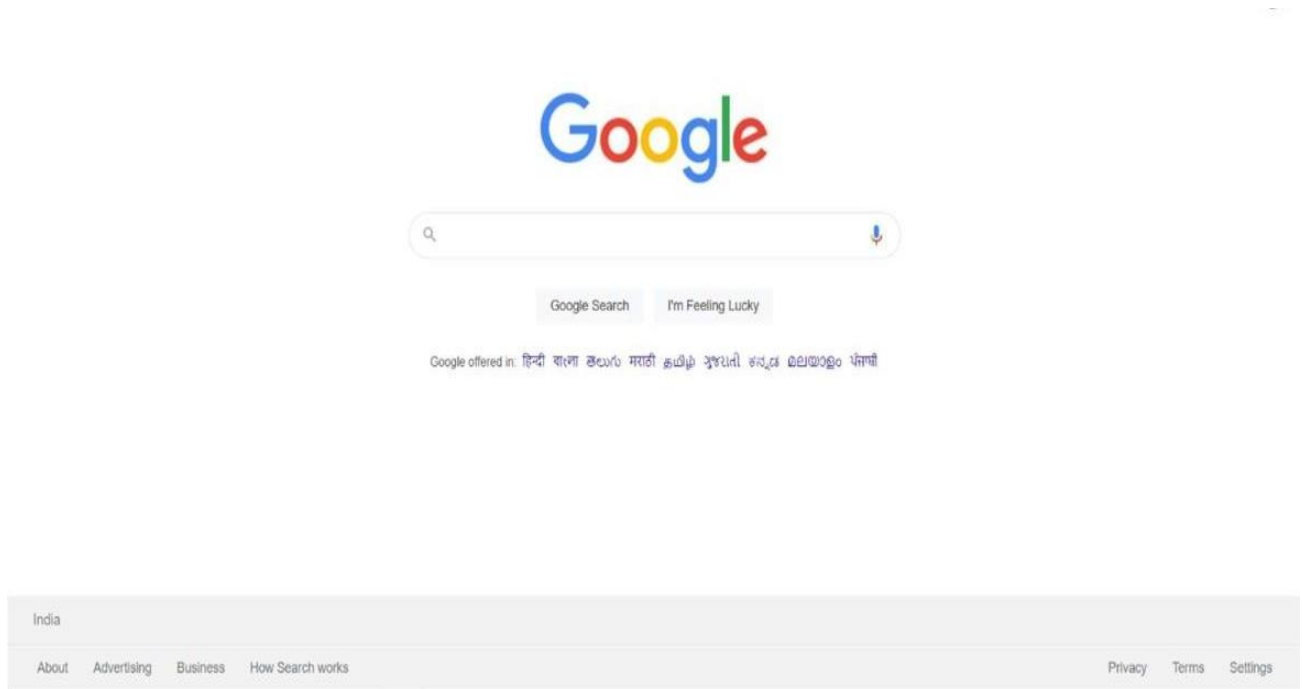 Google
Google Search I'm Feeling Lucky
Google offered in: हिन्दी বাংলা తెలుగు मराठी தமிழ் ગુજરાતી ಕನ್ನಡ മലയാളം ਪੰਜਾਬੀ
India
About Advertising Business How Search works Privacy Terms Settings